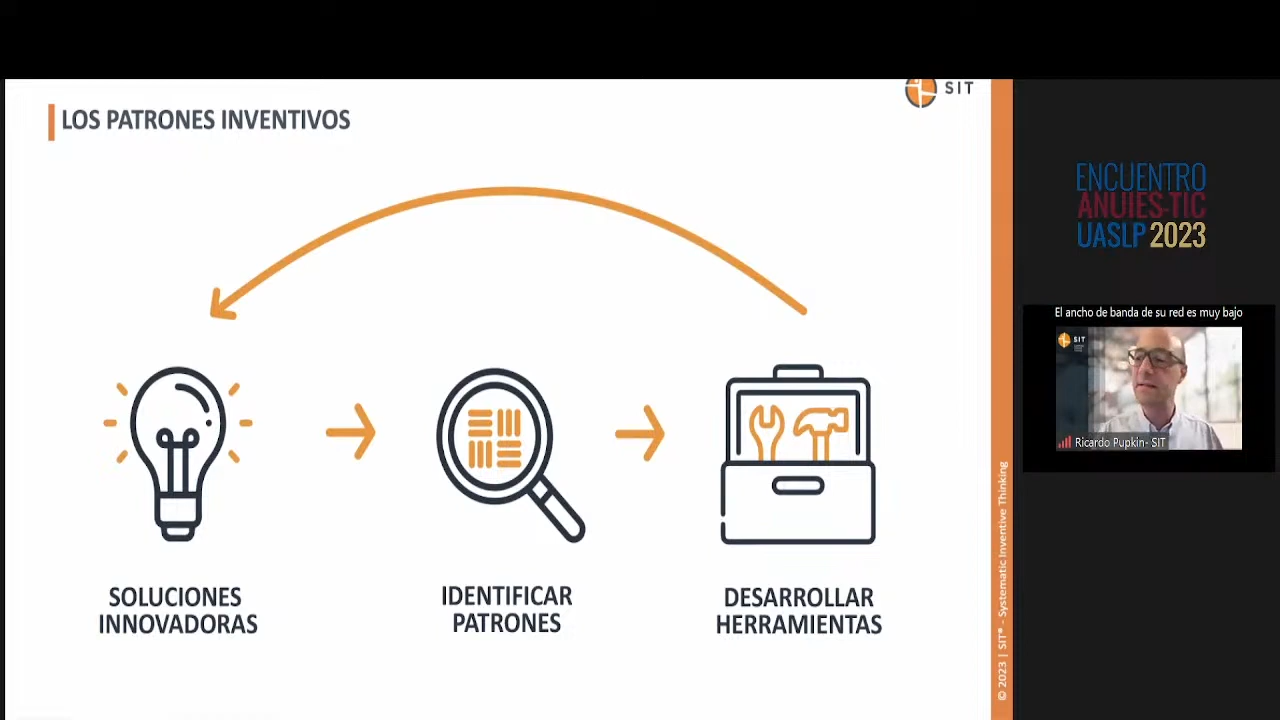 SIT
LOS PATRONES INVENTIVOS
SOLUCIONES
INNOVADORAS
IDENTIFICAR
PATRONES
DESARROLLAR
HERRAMIENTAS
© 2023 | SIT® - Systematic Inventive Thinking
ENCUENTRO
ANUIES-TIC
UASLP 2023
El ancho de banda de su red es muy bajo
SIT
Ricardo Pupkin- SIT